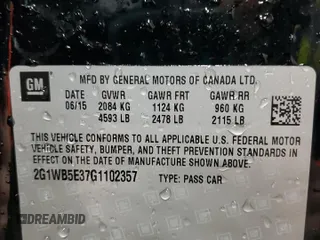 GM
MFD BY GENERAL MOTORS OF CANADA LTD.
DATE GVWR GAWR FRT GAWR RR
06/15 2084 KG 1124 KG 960 KG
4593 LB 2478 LB 2115 LB
THIS VEHICLE CONFORMS TO ALL APPLICABLE U.S. FEDERAL MOTOR
VEHICLE SAFETY, BUMPER, AND THEFT PREVENTION STANDARDS IN
EFFECT ON THE DATE OF MANUFACTURE SHOWN ABOVE.
2G1WB5E37G1102357 TYPE: PASS CAR
DREAMBID